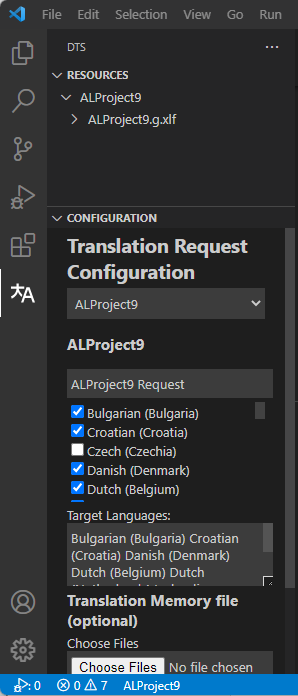 File Edit Selection View Go Run
DTS
RESOURCES
ALProject9
ALProject9.g.xlf
CONFIGURATION
Translation Request
Configuration
ALProject9
ALProject9
ALProject9 Request
Bulgarian (Bulgaria)
Croatian (Croatia)
Czech (Czechia)
Danish (Denmark)
Dutch (Belgium)
Target Languages:
Bulgarian (Bulgaria) Croatian
(Croatia) Danish (Denmark)
Dutch (Belgium) Dutch
Translation Memory file
(optional)
Choose Files
Choose Files No file chosen
: 0 0 7 ALProject9